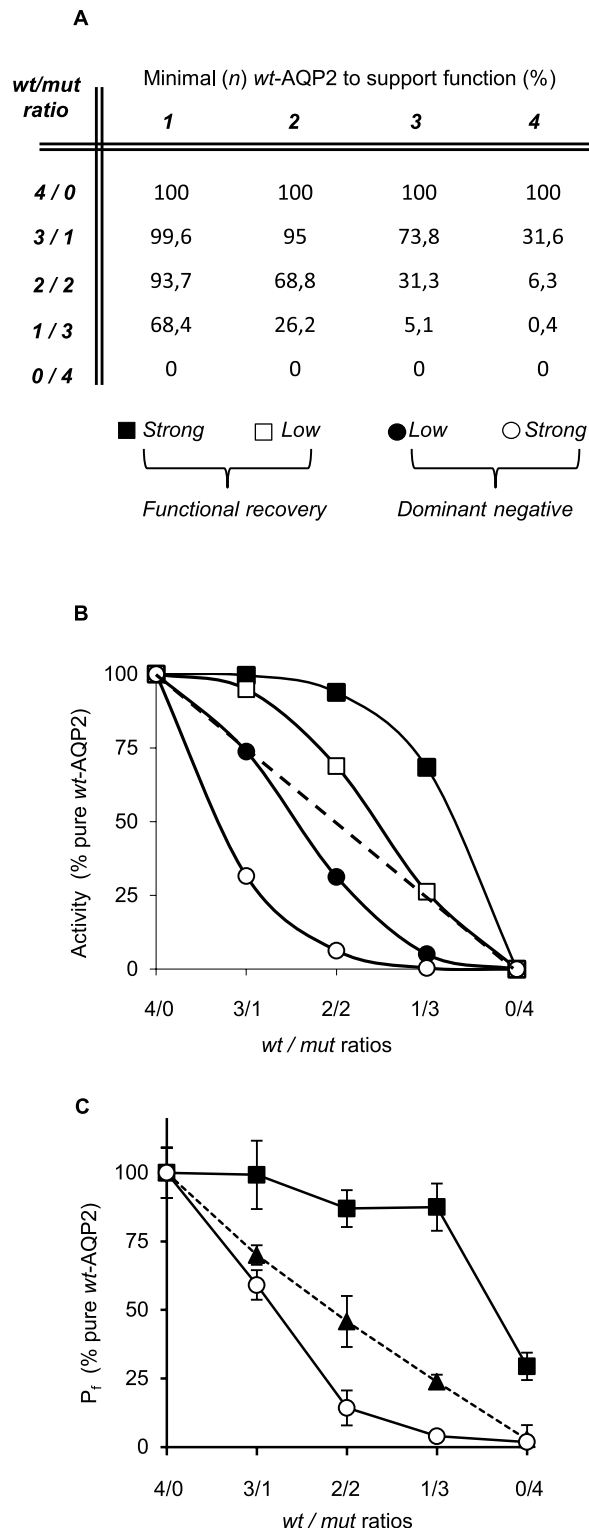 A
Minimal (n) wt-AQP2 to support function (%)
wt/mut
ratio
1 2 3 4
4 / 0 100 100 100 100
3 / 1 99,6 95 73,8 31,6
2 / 2 93,7 68,8 31,3 6,3
1 / 3 68,4 26,2 5,1 0,4
0 / 4 0 0 0 0
Strong Low Low Strong
Functional recovery Dominant negative
B
Activity (% pure wt-AQP2)
100
75
50
25
0
4/0 3/1 2/2 1/3 0/4
wt / mut ratios
C
Pf (% pure wt-AQP2)
100
75
50
25
0
4/0 3/1 2/2 1/3 0/4
wt / mut ratios